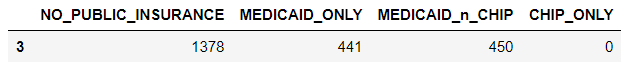 NO_PUBLIC_INSURANCE MEDICAID_ONLY MEDICAID_n_CHIP CHIP_ONLY
3 1378 441 450 0